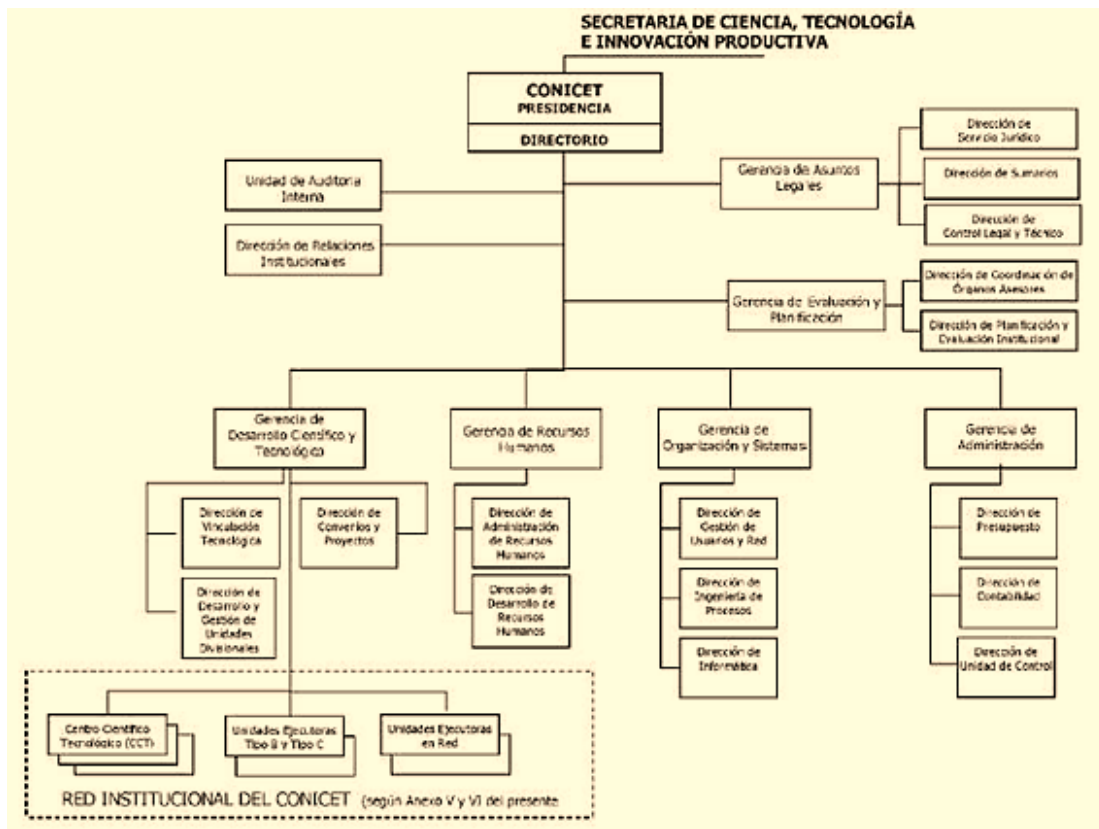 SECRETARIA DE CIENCIA, TECNOLOGÍA
E INNOVACIÓN PRODUCTIVA
CONICET
PRESIDENCIA
DIRECTORIO
Unidad de Auditoria
Interna
Dirección de Relaciones
Institucionales
Gerencia de Asuntos
Legales
Dirección de
Servicio Jurídico
Dirección de Sumarios
Dirección de
Control Legal y Técnico
Gerencia de Evaluación y
Planificación
Dirección de Coordinación de
Órganos Asesores
Dirección de Planificación y
Evaluación Institucional
Gerencia de
Desarrollo Científico y
Tecnológico
Gerencia de Recursos
Humanos
Gerencia de
Organización y Sistemas
Gerencia de
Administración
Dirección de
Vinculación
Tecnológica
Dirección de
Convenios y
Proyectos
Dirección de
Desarrollo y
Gestión de
Unidades
Divisionales
Dirección de
Administración
de Recursos
Humanos
Dirección de
Desarrollo de
Recursos
Humanos
Dirección de
Gestión de
Usuarios y Red
Dirección de
Ingeniería de
Procesos
Dirección de
Informática
Dirección de
Presupuesto
Dirección de
Contabilidad
Dirección de
Unidad de Control
Centro Científico
Tecnológico (CCT)
Unidades Ejecutoras
Tipo B y Tipo C
Unidades Ejecutoras
en Red
RED INSTITUCIONAL DEL CONICET (según Anexo V y VI del presente